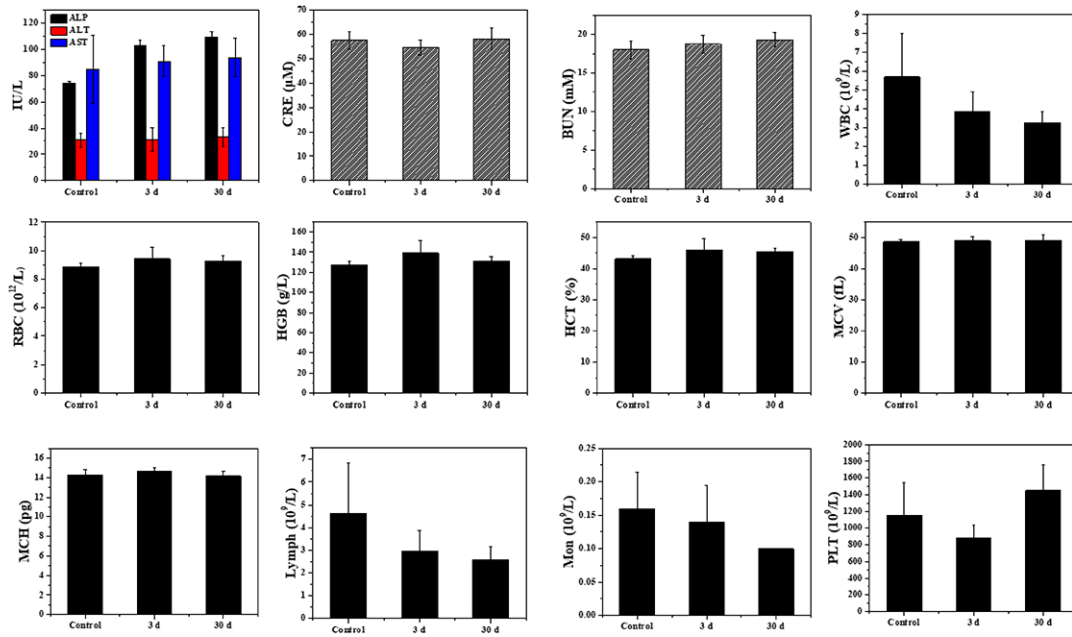 ALP
ALT
AST
120
100
80
60
40
20
0
IU/L
Control
3 d
30 d
70
60
50
40
30
20
10
0
CRE (µM)
Control
3 d
30 d
20
15
10
5
0
BUN (mM)
Control
3 d
30 d
9
8
7
6
5
4
3
2
1
0
WBC (10⁹/L)
Control
3 d
30 d
12
10
8
6
4
2
0
RBC (10¹²/L)
Control
3 d
30 d
160
140
120
100
80
60
40
20
0
HGB (g/L)
Control
3 d
30 d
50
40
30
20
10
0
HCT (%)
Control
3 d
30 d
50
40
30
20
10
0
MCV (fL)
Control
3 d
30 d
18
16
14
12
10
8
6
4
2
0
MCH (pg)
Control
3 d
30 d
7
6
5
4
3
2
1
0
Lymph (10⁹/L)
Control
3 d
30 d
0.25
0.20
0.15
0.10
0.05
0.00
Mon (10⁹/L)
Control
3 d
30 d
2000
1800
1600
1400
1200
1000
800
600
400
200
0
PLT (10⁹/L)
Control
3 d
30 d